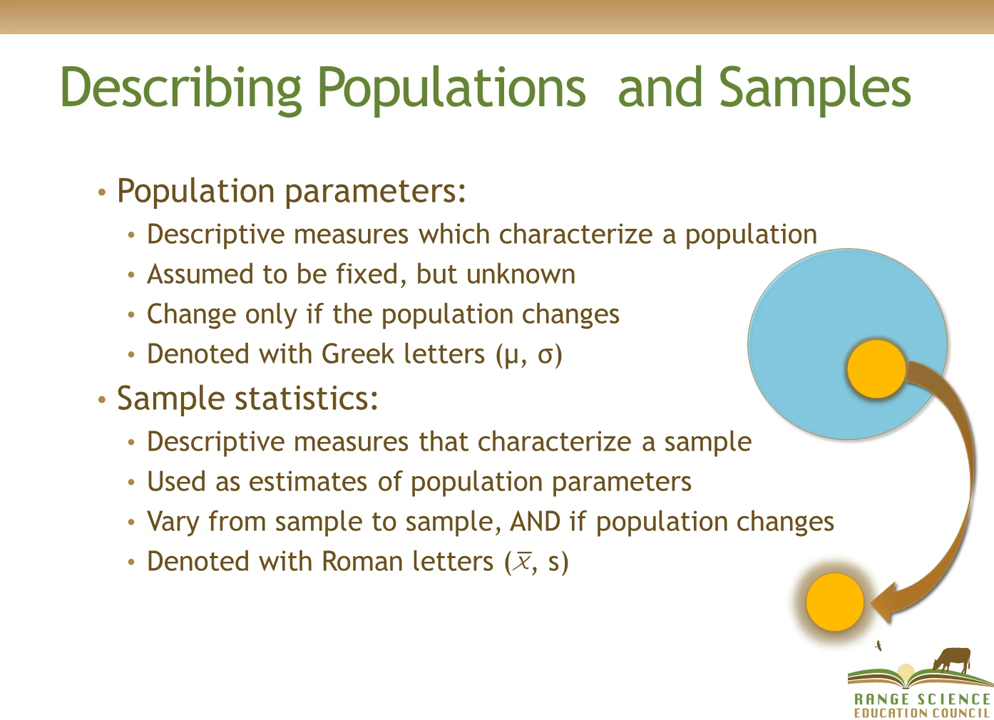 Describing Populations  and Samples
• Population parameters:
• Descriptive measures which characterize a population
• Assumed to be fixed, but unknown
• Change only if the population changes
• Denoted with Greek letters (μ, σ)
• Sample statistics:
• Descriptive measures that characterize a sample
• Used as estimates of population parameters
• Vary from sample to sample, AND if population changes
• Denoted with Roman letters (x̅, s)
RANGE SCIENCE
EDUCATION COUNCIL